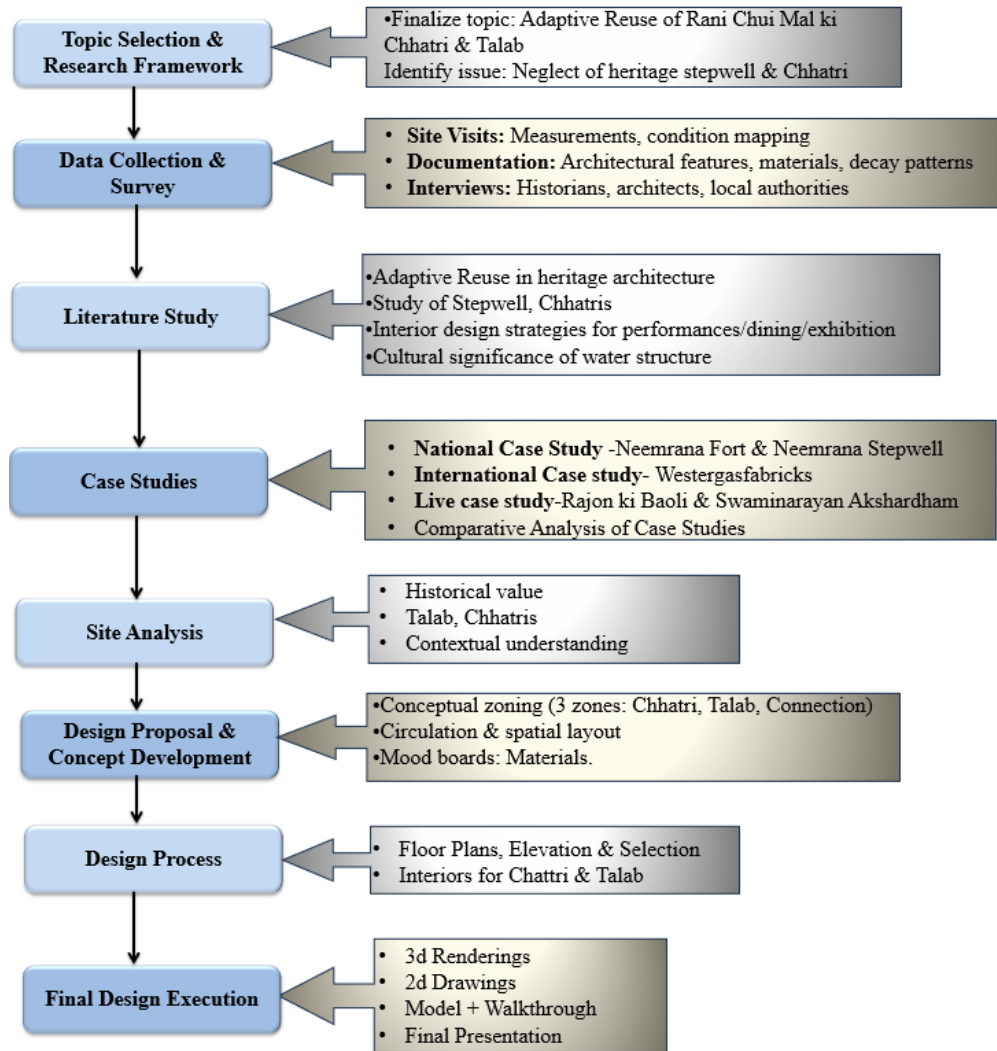 Topic Selection &
Research Framework
•Finalize topic: Adaptive Reuse of Rani Chui Mal ki
Chhatri & Talab
Identify issue: Neglect of heritage stepwell & Chhatri
Data Collection &
Survey
• Site Visits: Measurements, condition mapping
• Documentation: Architectural features, materials, decay patterns
• Interviews: Historians, architects, local authorities
Literature Study
•Adaptive Reuse in heritage architecture
•Study of Stepwell, Chhatris
•Interior design strategies for performances/dining/exhibition
•Cultural significance of water structure
Case Studies
• National Case Study -Neemrana Fort & Neemrana Stepwell
• International Case study- Westergasfabricks
• Live case study-Rajon ki Baoli & Swaminarayan Akshardham
• Comparative Analysis of Case Studies
Site Analysis
• Historical value
• Talab, Chhatris
• Contextual understanding
Design Proposal &
Concept Development
•Conceptual zoning (3 zones: Chhatri, Talab, Connection)
•Circulation & spatial layout
•Mood boards: Materials.
Design Process
• Floor Plans, Elevation & Selection
• Interiors for Chattri & Talab
Final Design Execution
• 3d Renderings
• 2d Drawings
• Model + Walkthrough
• Final Presentation